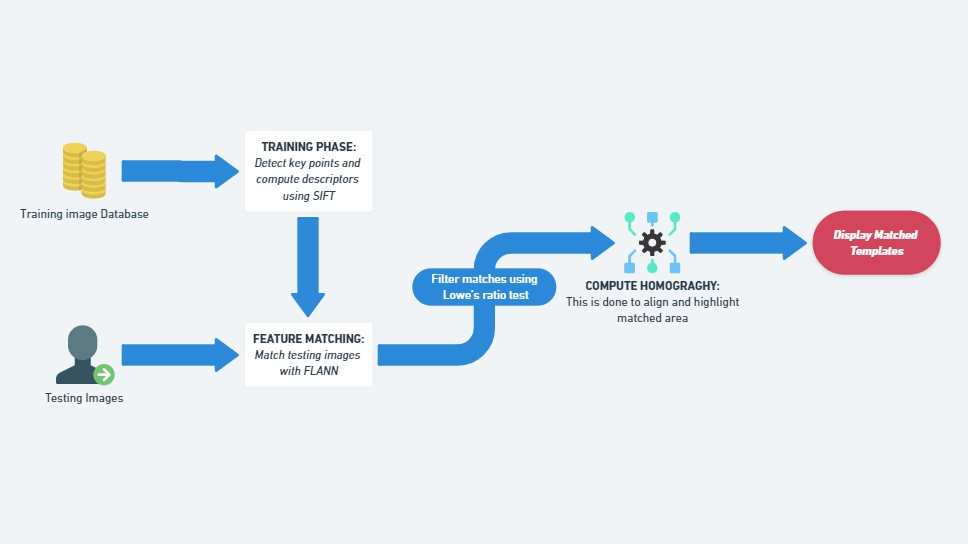 TRAINING PHASE:
Detect key points and
compute descriptors
using SIFT
Training image Database
Filter matches using
Lowe's ratio test
Display Matched
Templates
COMPUTE HOMOGRAGHY:
This is done to align and highlight
matched area
FEATURE MATCHING:
Match testing images
with FLANN
Testing Images